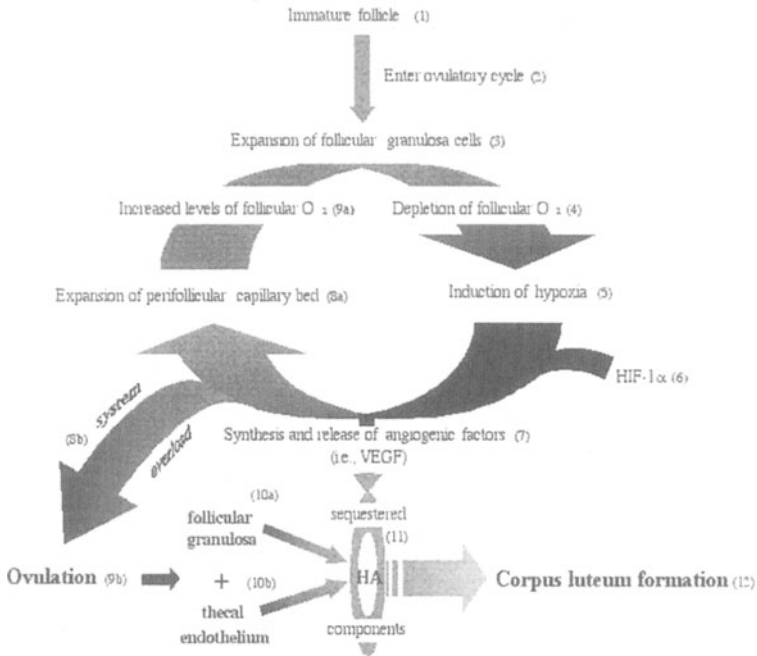 Immature follicle (1)
Enter ovulatory cycle (2)
Expansion of follicular granulosa cells (3)
Increased levels of follicular O 2 (9a)
Depletion of follicular O 2 (4)
Expansion of perifollicular capillary bed (8a)
Induction of hypoxia (5)
HIF-1α (6)
(8b) system
overload
Synthesis and release of angiogenic factors (7)
(i.e., VEGF)
(10a)
follicular
granulosa
sequestered
(11)
Ovulation (9b)
+ (10b)
HA
Corpus luteum formation (12)
thecal
endothelium
components